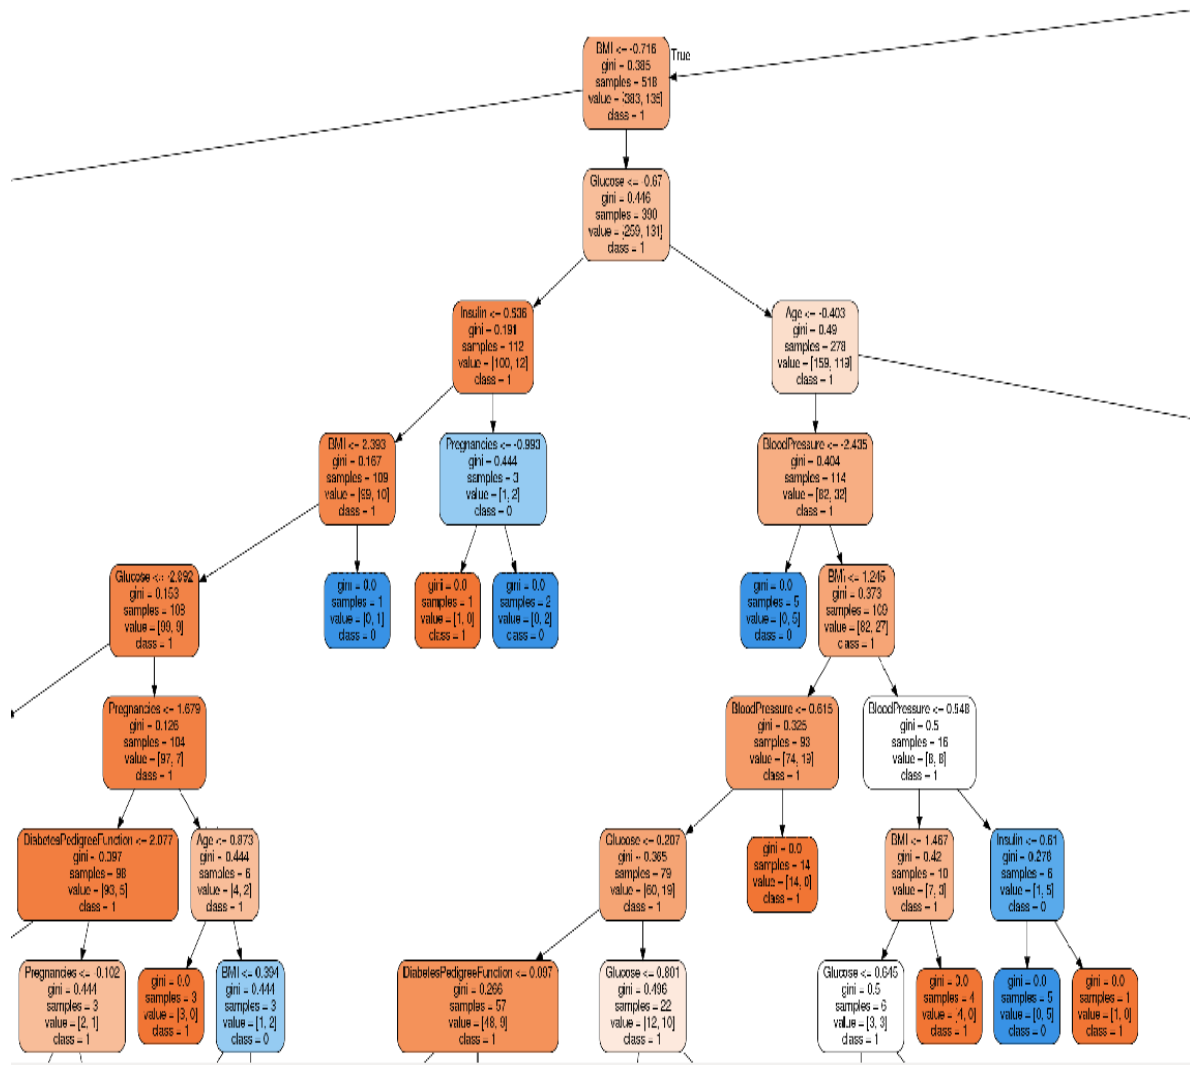 BMI <= -0.716
gini = 0.385
samples = 518
value = [383, 135]
class = 1
True
Glucose <= -0.67
gini = 0.446
samples = 390
value = [259, 131]
class = 1
Insulin <= 0.536
gini = 0.191
samples = 112
value = [100, 12]
class = 1
Age <= -0.403
gini = 0.49
samples = 278
value = [159, 119]
class = 1
BMI <= 2.393
gini = 0.167
samples = 109
value = [99, 10]
class = 1
Pregnancies <= -0.993
gini = 0.444
samples = 3
value = [1, 2]
class = 0
BloodPressure <= -2.435
gini = 0.404
samples = 114
value = [82, 32]
class = 1
Glucose <= -2.892
gini = 0.153
samples = 108
value = [99, 9]
class = 1
gini = 0.0
samples = 1
value = [0, 1]
class = 0
gini = 0.0
samples = 1
value = [1, 0]
class = 1
gini = 0.0
samples = 2
value = [0, 2]
class = 0
gini = 0.0
samples = 5
value = [0, 5]
class = 0
BMI <= 1.245
gini = 0.373
samples = 109
value = [82, 27]
class = 1
Pregnancies <= 1.679
gini = 0.126
samples = 104
value = [97, 7]
class = 1
BloodPressure <= 0.615
gini = 0.325
samples = 93
value = [74, 19]
class = 1
BloodPressure <= 0.548
gini = 0.5
samples = 16
value = [8, 8]
class = 1
DiabetesPedigreeFunction <= 2.077
gini = 0.097
samples = 98
value = [93, 5]
class = 1
Age <= 0.873
gini = 0.444
samples = 6
value = [4, 2]
class = 1
Glucose <= 0.207
gini = 0.365
samples = 79
value = [60, 19]
class = 1
gini = 0.0
samples = 14
value = [14, 0]
class = 1
BMI <= 1.467
gini = 0.42
samples = 10
value = [7, 3]
class = 1
Insulin <= 0.61
gini = 0.278
samples = 6
value = [1, 5]
class = 0
Pregnancies <= -0.102
gini = 0.444
samples = 3
value = [2, 1]
class = 1
gini = 0.0
samples = 3
value = [3, 0]
class = 1
BMI <= 0.394
gini = 0.444
samples = 3
value = [1, 2]
class = 0
DiabetesPedigreeFunction <= 0.097
gini = 0.266
samples = 57
value = [48, 9]
class = 1
Glucose <= 0.801
gini = 0.496
samples = 22
value = [12, 10]
class = 1
Glucose <= 0.645
gini = 0.5
samples = 6
value = [3, 3]
class = 1
gini = 0.0
samples = 4
value = [4, 0]
class = 1
gini = 0.0
samples = 5
value = [0, 5]
class = 0
gini = 0.0
samples = 1
value = [1, 0]
class = 1